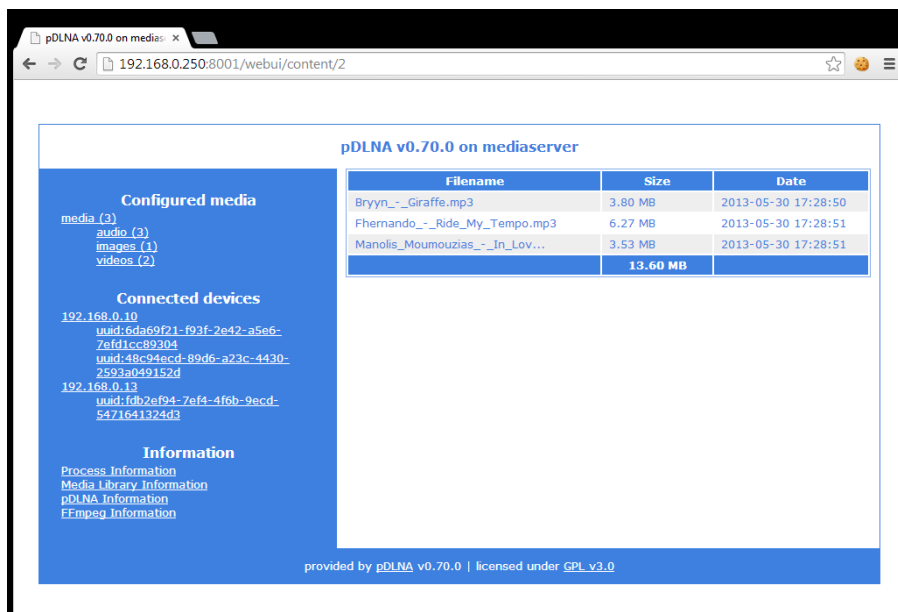 pDLNA v0.70.0 on medias
192.168.0.250:8001/webui/content/2
pDLNA v0.70.0 on mediaserver
Configured media
media (3)
audio (3)
images (1)
videos (2)
Connected devices
192.168.0.10
uuid:6da69f21-f93f-2e42-a5e6-
7efd1cc89304
uuid:48c94ecd-89d6-a23c-4430-
2593a049152d
192.168.0.13
uuid:fdb2ef94-7ef4-4f6b-9ecd-
5471641324d3
Information
Process Information
Media Library Information
pDLNA Information
FFmpeg Information
Filename Size Date
Bryyn_-_Giraffe.mp3 3.80 MB 2013-05-30 17:28:50
Fhernando_-_Ride_My_Tempo.mp3 6.27 MB 2013-05-30 17:28:51
Manolis_Moumouzias_-_In_Lov... 3.53 MB 2013-05-30 17:28:51
13.60 MB
provided by pDLNA v0.70.0 | licensed under GPL v3.0